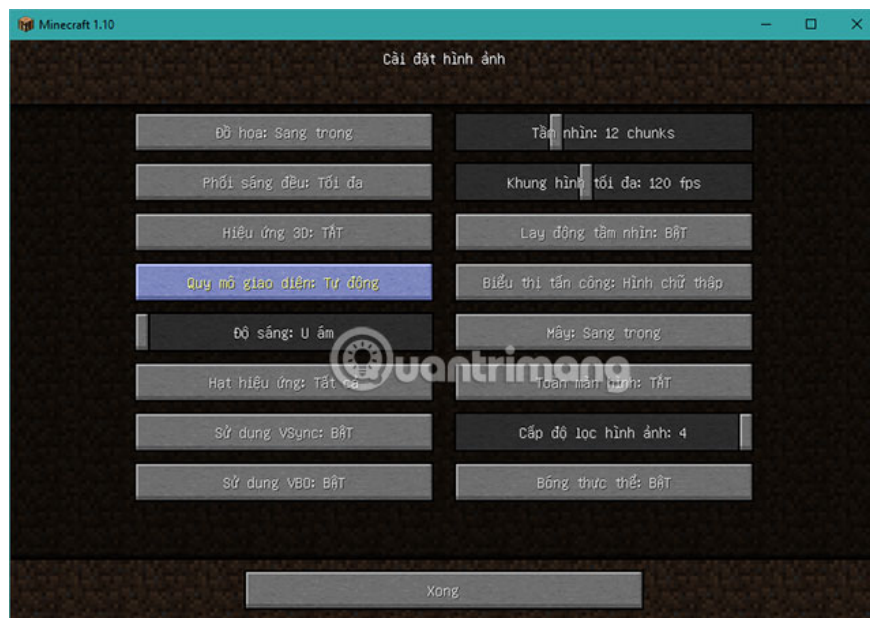 Minecraft 1.10
Cài đặt hình ảnh
Đồ họa: Sang trọng
Tầm nhìn: 12 chunks
Phối sáng đều: Tối đa
Khung hình tối đa: 120 fps
Hiệu ứng 3D: TẮT
Lay động tầm nhìn: BẬT
Quy mô giao diện: Tự động
Biểu thị tấn công: Hình chữ thập
Độ sáng: U ám
Mây: Sang trọng
Quantrimang
Hạt hiệu ứng: Tất cả
Toàn màn hình: TẮT
Sử dụng VSync: BẬT
Cấp độ lọc hình ảnh: 4
Sử dụng VBO: BẬT
Bóng thực thể: BẬT
Xong